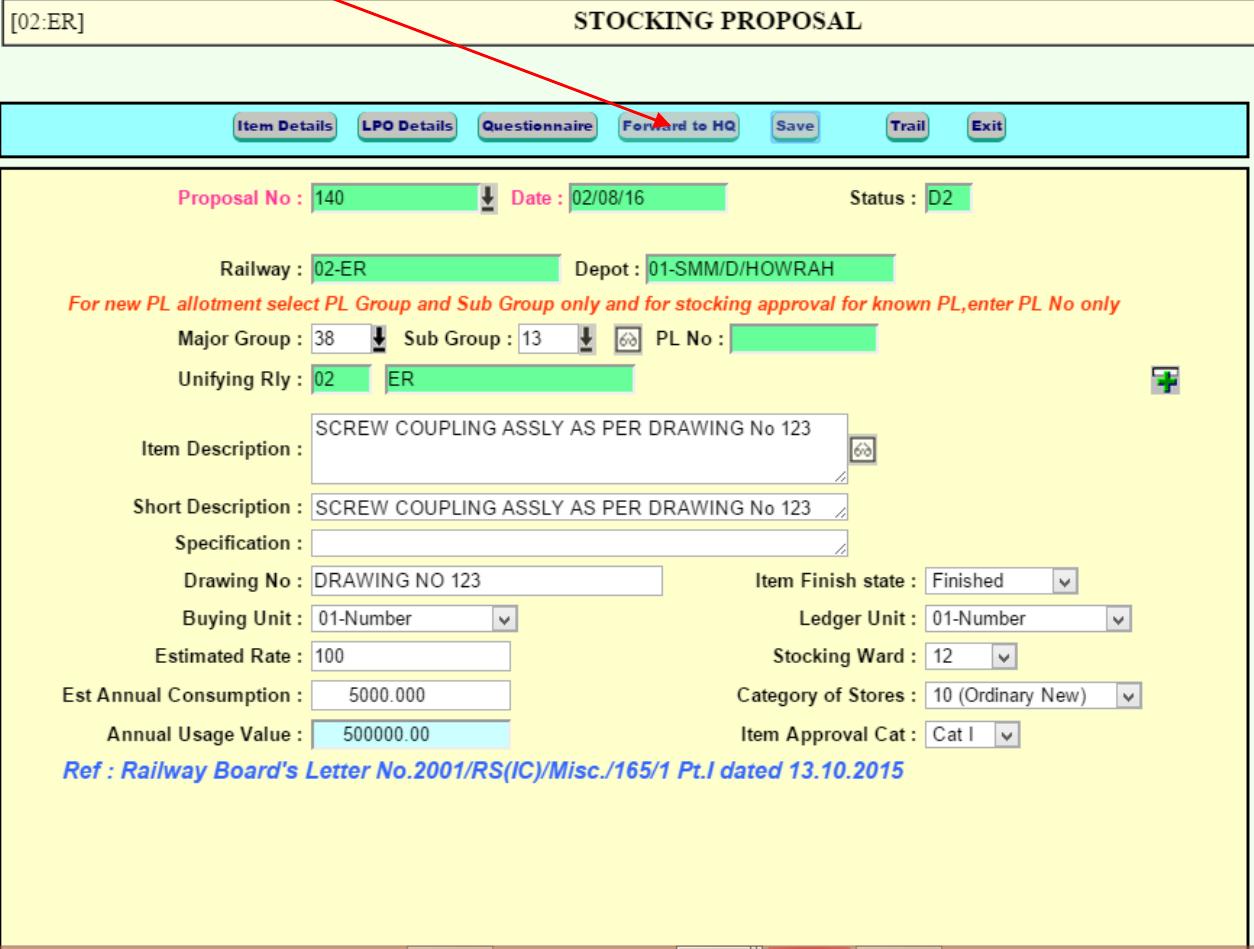 [02:ER] STOCKING PROPOSAL
Item Details LPO Details Questionnaire Forward to HQ Save Trail Exit
Proposal No : 140 Date : 02/08/16 Status : D2
Railway : 02-ER Depot : 01-SMM/D/HOWRAH
For new PL allotment select PL Group and Sub Group only and for stocking approval for known PL,enter PL No only
Major Group : 38 Sub Group : 13 PL No :
Unifying Rly : 02 ER
Item Description : SCREW COUPLING ASSLY AS PER DRAWING No 123
Short Description : SCREW COUPLING ASSLY AS PER DRAWING No 123
Specification :
Drawing No : DRAWING NO 123 Item Finish state : Finished
Buying Unit : 01-Number Ledger Unit : 01-Number
Estimated Rate : 100 Stocking Ward : 12
Est Annual Consumption : 5000.000 Category of Stores : 10 (Ordinary New)
Annual Usage Value : 500000.00 Item Approval Cat : Cat I
Ref : Railway Board's Letter No.2001/RS(IC)/Misc./165/1 Pt.I dated 13.10.2015